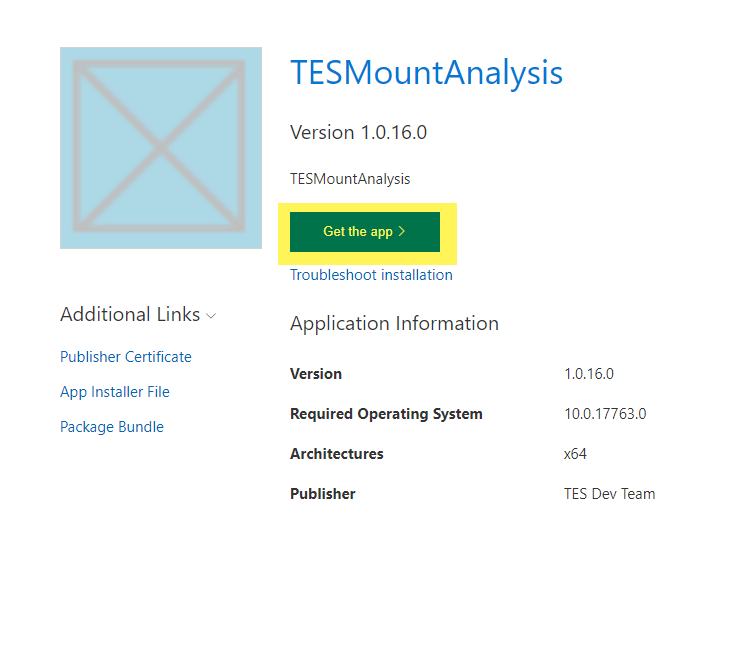 TESMountAnalysis
Version 1.0.16.0
TESMountAnalysis
Get the app
Troubleshoot installation
Additional Links
Publisher Certificate
App Installer File
Package Bundle
Application Information
Version 1.0.16.0
Required Operating System 10.0.17763.0
Architectures x64
Publisher TES Dev Team